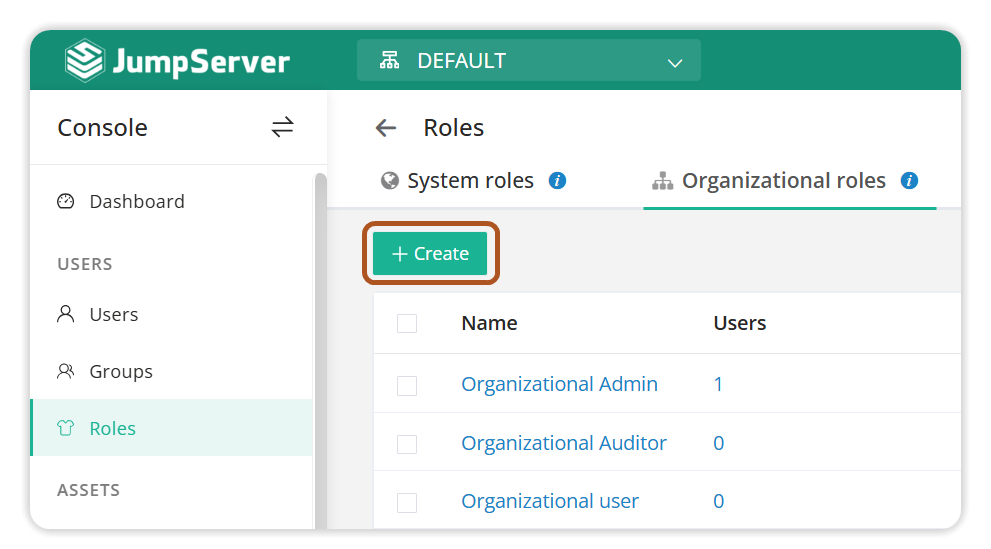 JumpServer
DEFAULT
Console
Roles
System roles
Organizational roles
Dashboard
USERS
Users
Groups
Roles
ASSETS
+ Create
Name Users
Organizational Admin 1
Organizational Auditor 0
Organizational user 0